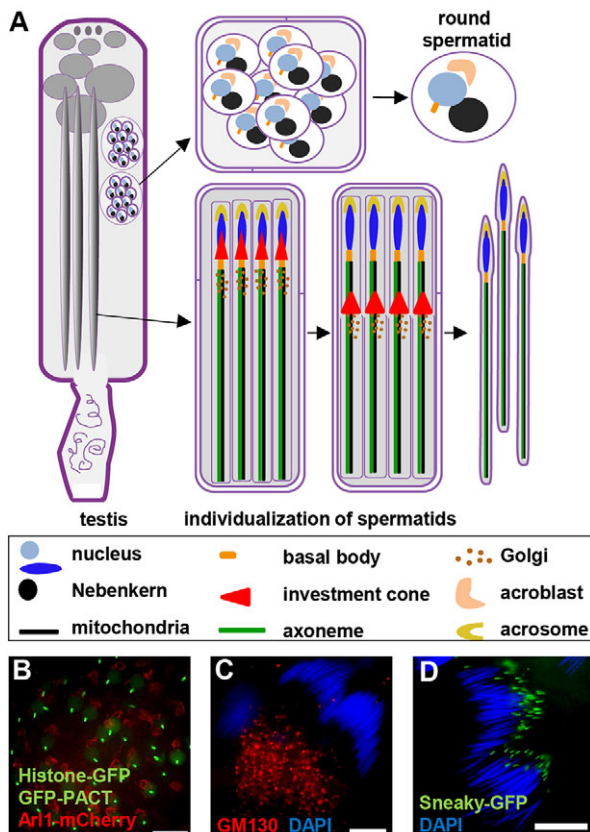 A
round
spermatid
testis
individualization of spermatids
nucleus
basal body
Golgi
Nebenkern
investment cone
acroblast
mitochondria
axoneme
acrosome
B
Histone-GFP
GFP-PACT
Arl1-mCherry
C
GM130 DAPI
D
Sneaky-GFP
DAPI